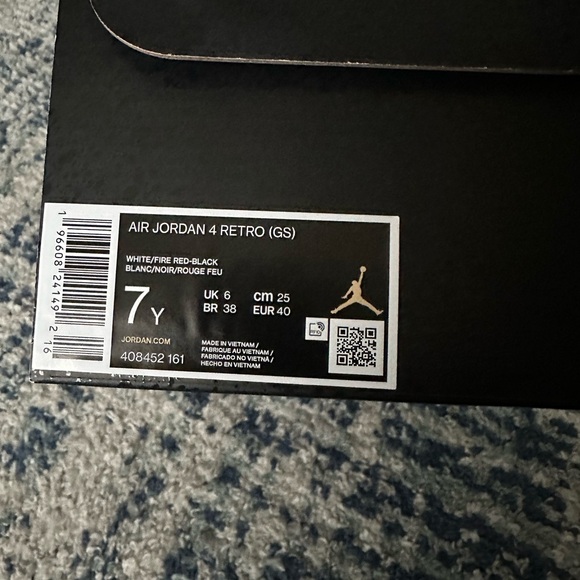 AIR JORDAN 4 RETRO (GS)
WHITE/FIRE RED-BLACK
BLANC/NOIR/ROUGE FEU
7Y
UK 6 cm 25
BR 38 EUR 40
JORDAN.COM
408452 161
MADE IN VIETNAM /
FABRIQUE AU VIETNAM /
FABRICADO NO VIETNÃ /
HECHO EN VIETNAM
1 96608 24149 2 16